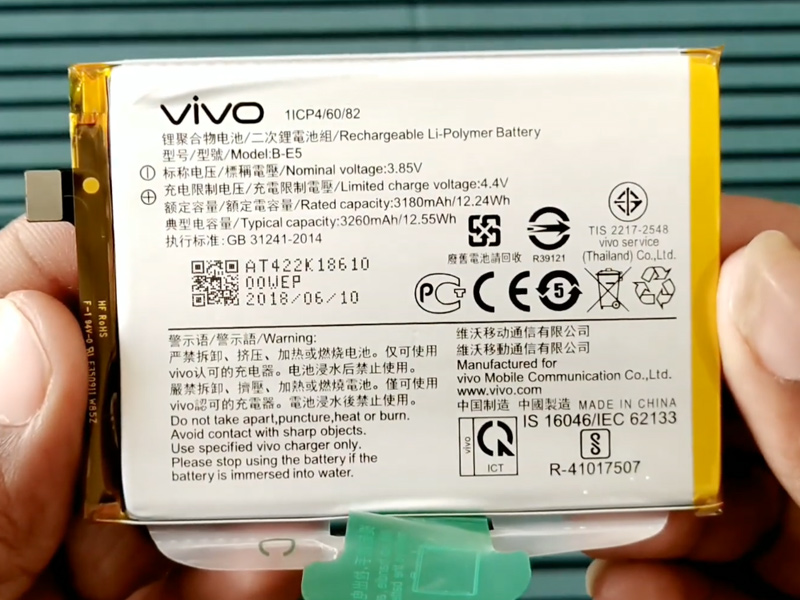 vivo 1ICP4/60/82
锂聚合物电池/二次鋰電池組/Rechargeable Li-Polymer Battery
型号/型號/Model:B-E5
标称电压/標稱電壓/Nominal voltage:3.85V
充电限制电压/充電限制電壓/Limited charge voltage:4.4V
额定容量/額定電容量/Rated capacity:3180mAh/12.24Wh
典型电容量/Typical capacity:3260mAh/12.55Wh
执行标准:GB 31241-2014
AT422K18610
00WEP
2018/06/10
廢舊電池請回收
R39121
TIS 2217-2548
vivo service
(Thailand) Co.,Ltd.
5
警示语/警示語/Warning:
严禁拆卸、挤压、加热或燃烧电池。仅可使用
vivo认可的充电器。电池浸水后禁止使用。
嚴禁拆卸、擠壓、加熱或燃燒電池。僅可使用
vivo認可的充電器。電池浸水後禁止使用。
Do not take apart,puncture,heat or burn.
Avoid contact with sharp objects.
Use specified vivo charger only.
Please stop using the battery if the
battery is immersed into water.
维沃移动通信有限公司
維沃移動通信有限公司
Manufactured for
vivo Mobile Communication Co.,Ltd.
www.vivo.com
中国制造 中國製造 MADE IN CHINA
IS 16046/IEC 62133
R-41017507
vivo
ICT
HF RoHS
C